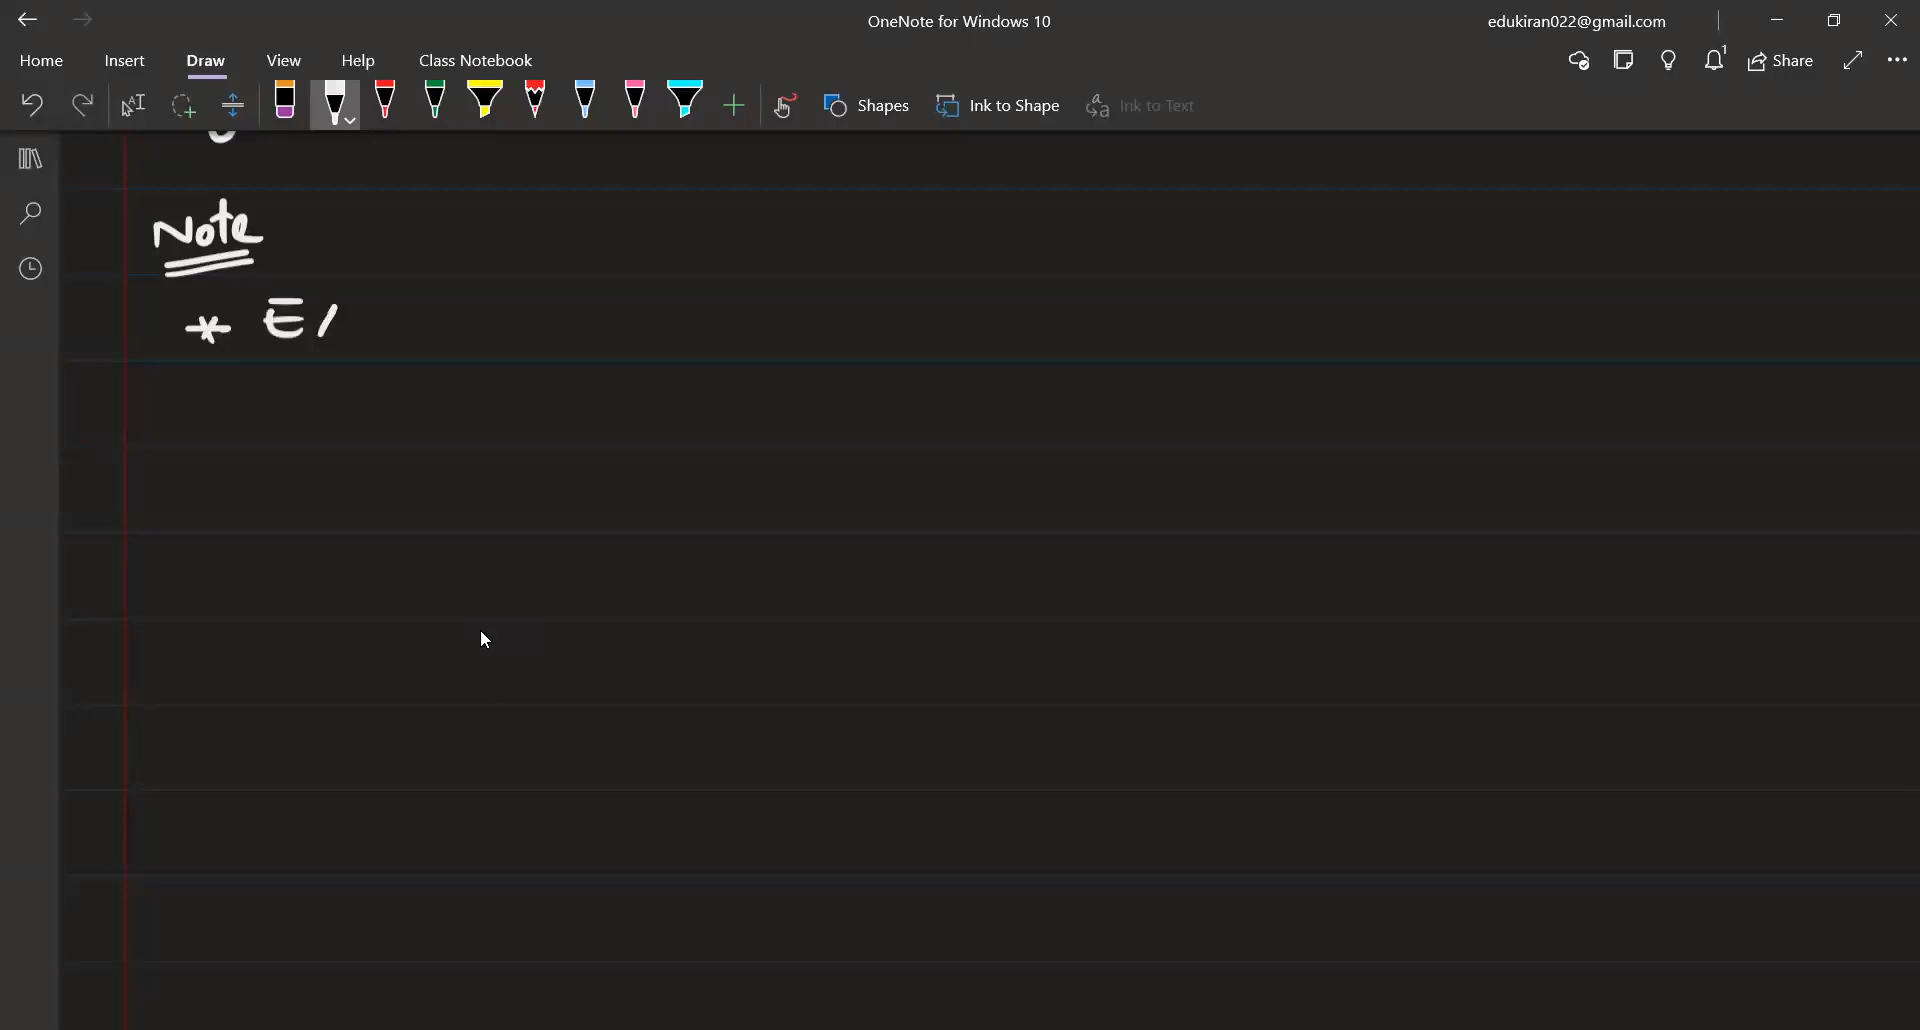 OneNote for Windows 10
edukiran022@gmail.com
Home Insert Draw View Help Class Notebook
1
Share
Shapes
Ink to Shape
Ink to Text
Note
* E /